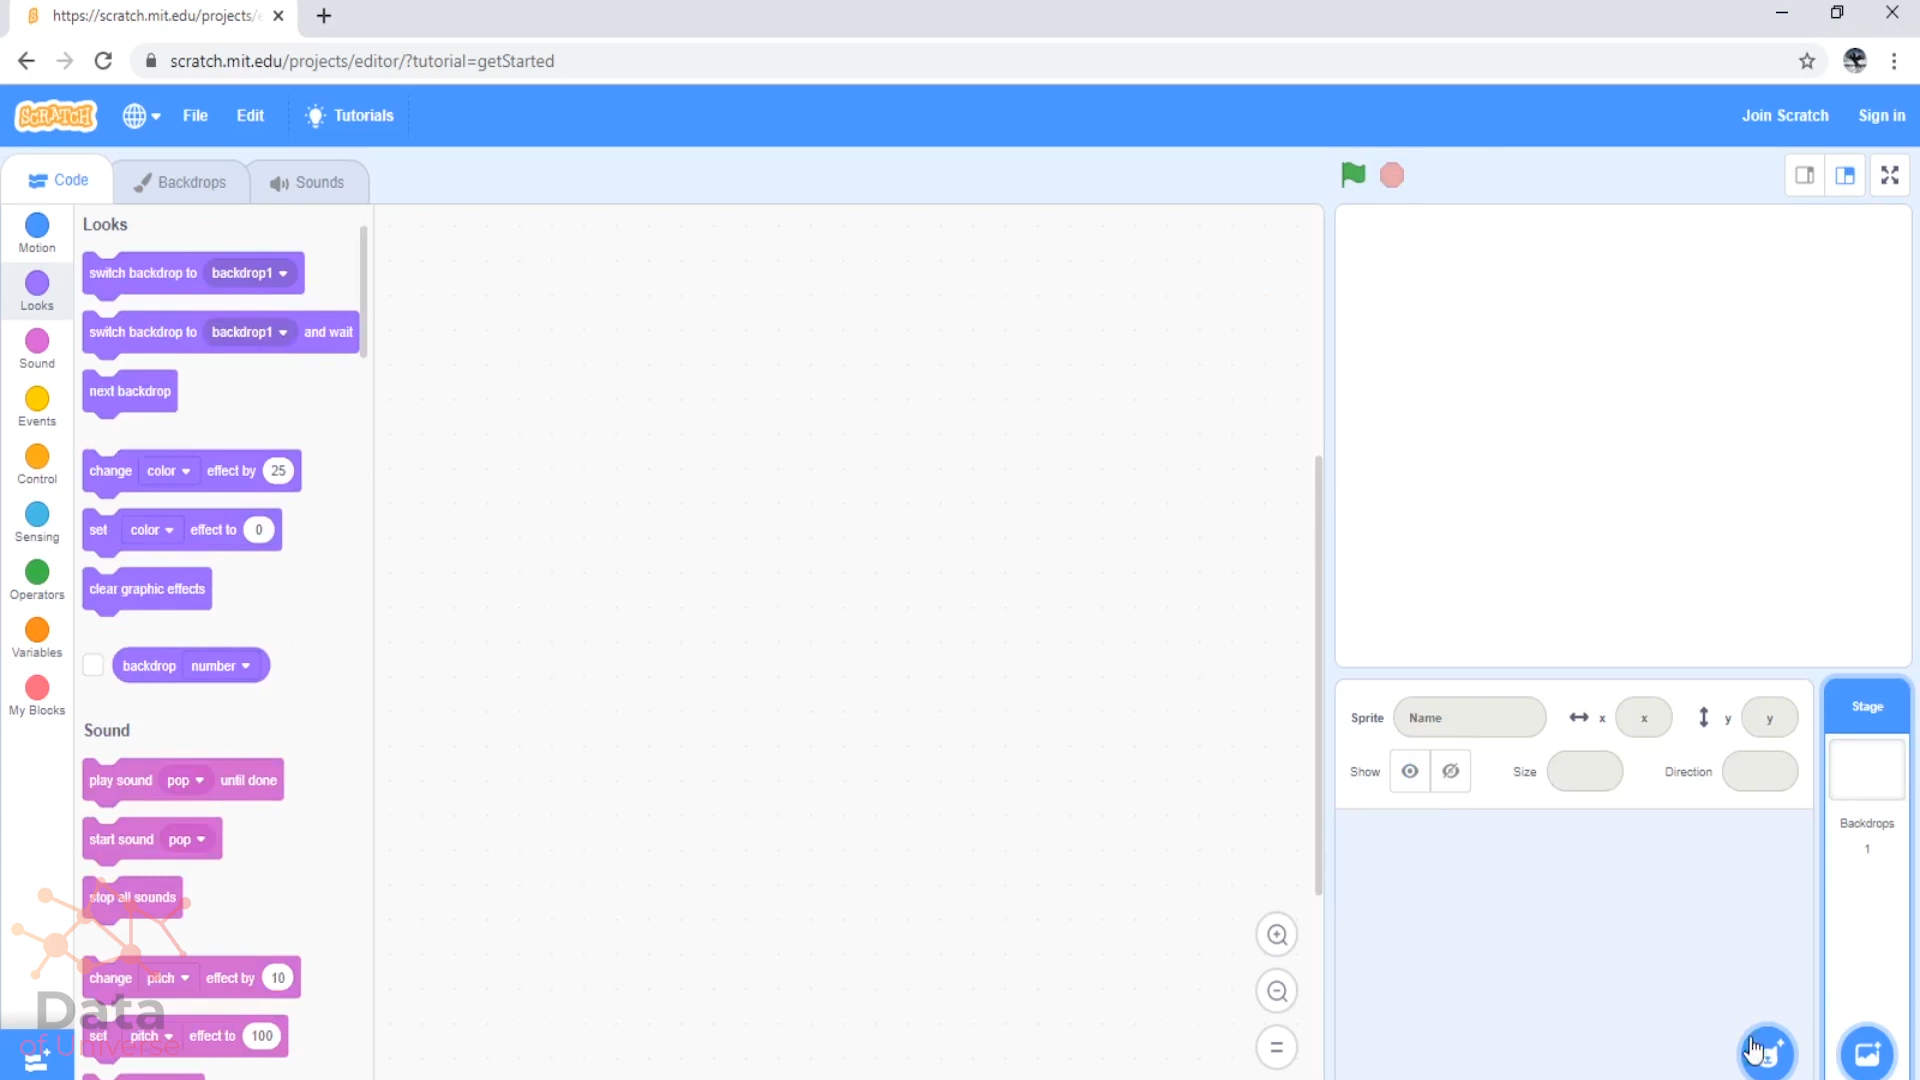 https://scratch.mit.edu/projects/e
scratch.mit.edu/projects/editor/?tutorial=getStarted
SCRATCH
File
Edit
Tutorials
Join Scratch
Sign in
Code
Backdrops
Sounds
Motion
Looks
Sound
Events
Control
Sensing
Operators
Variables
My Blocks
Looks
switch backdrop to backdrop1
switch backdrop to backdrop1 and wait
next backdrop
change color effect by 25
set color effect to 0
clear graphic effects
backdrop number
Sound
play sound pop until done
start sound pop
stop all sounds
change pitch effect by 10
set pitch effect to 100
Data
of Universe
Sprite Name x x y y
Show Size Direction
Stage
Backdrops
1